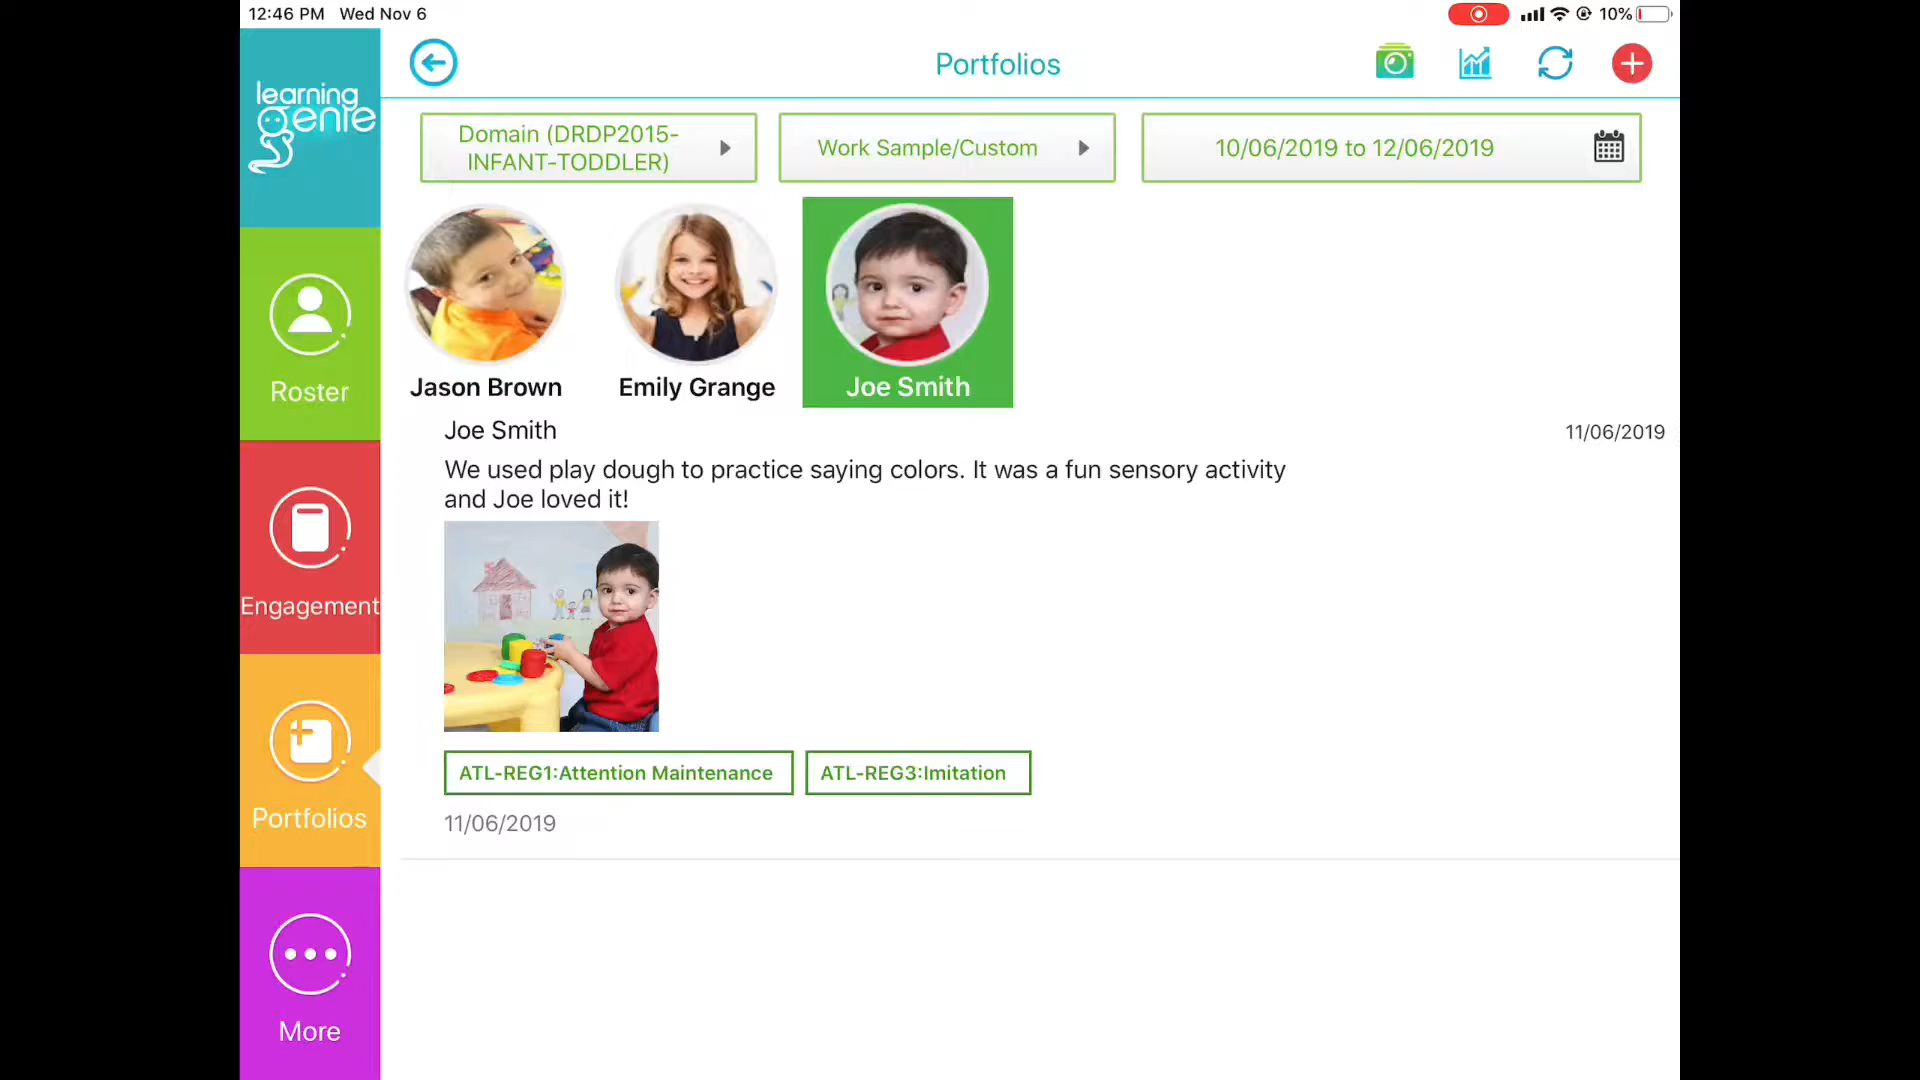 12:46 PM Wed Nov 6
10%
learning
genie
Portfolios
Domain (DRDP2015-
INFANT-TODDLER)
Work Sample/Custom
10/06/2019 to 12/06/2019
Roster
Jason Brown
Emily Grange
Joe Smith
Joe Smith
11/06/2019
We used play dough to practice saying colors. It was a fun sensory activity
and Joe loved it!
Engagement
ATL-REG1:Attention Maintenance
ATL-REG3:Imitation
11/06/2019
Portfolios
More